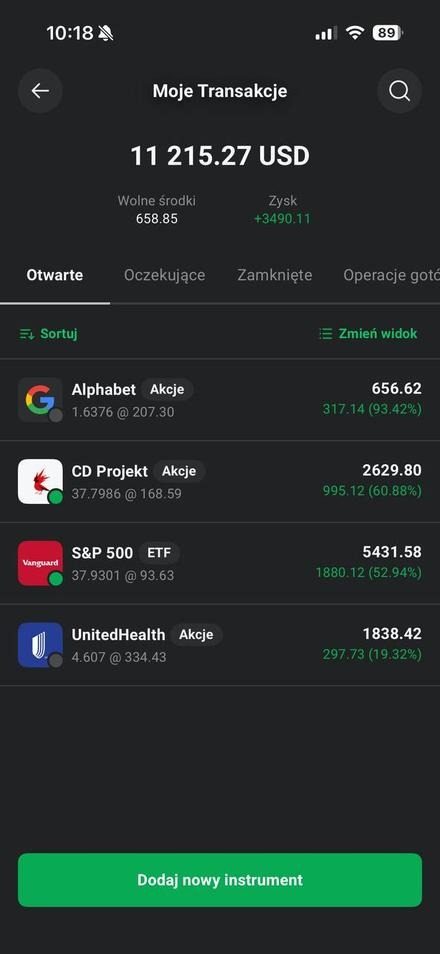 10:18
89
Moje Transakcje
11 215.27 USD
Wolne środki
658.85
Zysk
+3490.11
Otwarte Oczekujące Zamknięte Operacje gotó
Sortuj
Zmień widok
Alphabet Akcje
1.6376 @ 207.30
656.62
317.14 (93.42%)
CD Projekt Akcje
37.7986 @ 168.59
2629.80
995.12 (60.88%)
Vanguard
S&P 500 ETF
37.9301 @ 93.63
5431.58
1880.12 (52.94%)
UnitedHealth Akcje
4.607 @ 334.43
1838.42
297.73 (19.32%)
Dodaj nowy instrument